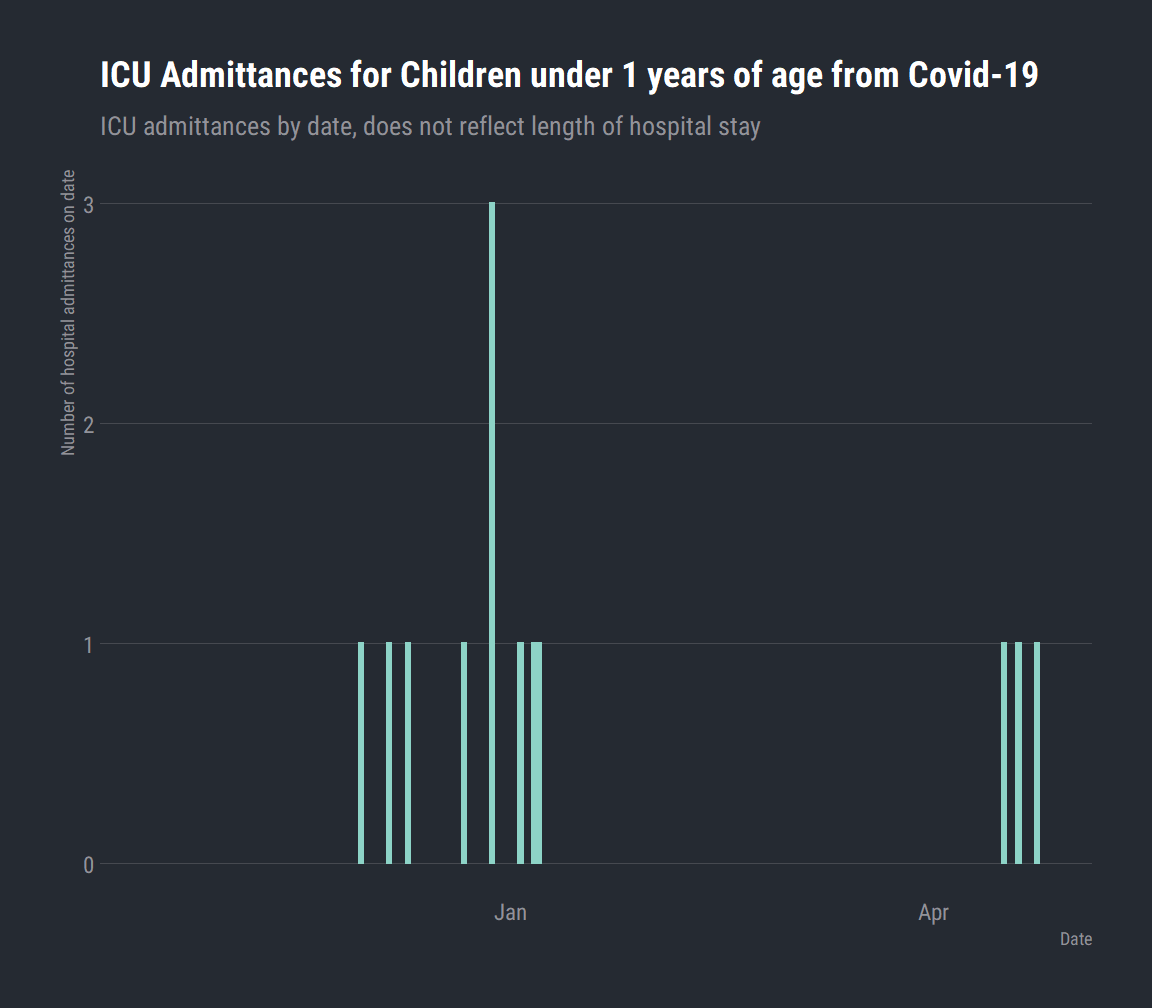 ICU Admittances for Children under 1 years of age from Covid-19
ICU admittances by date, does not reflect length of hospital stay
Number of hospital admittances on date
3
2
1
0
Jan Apr
Date